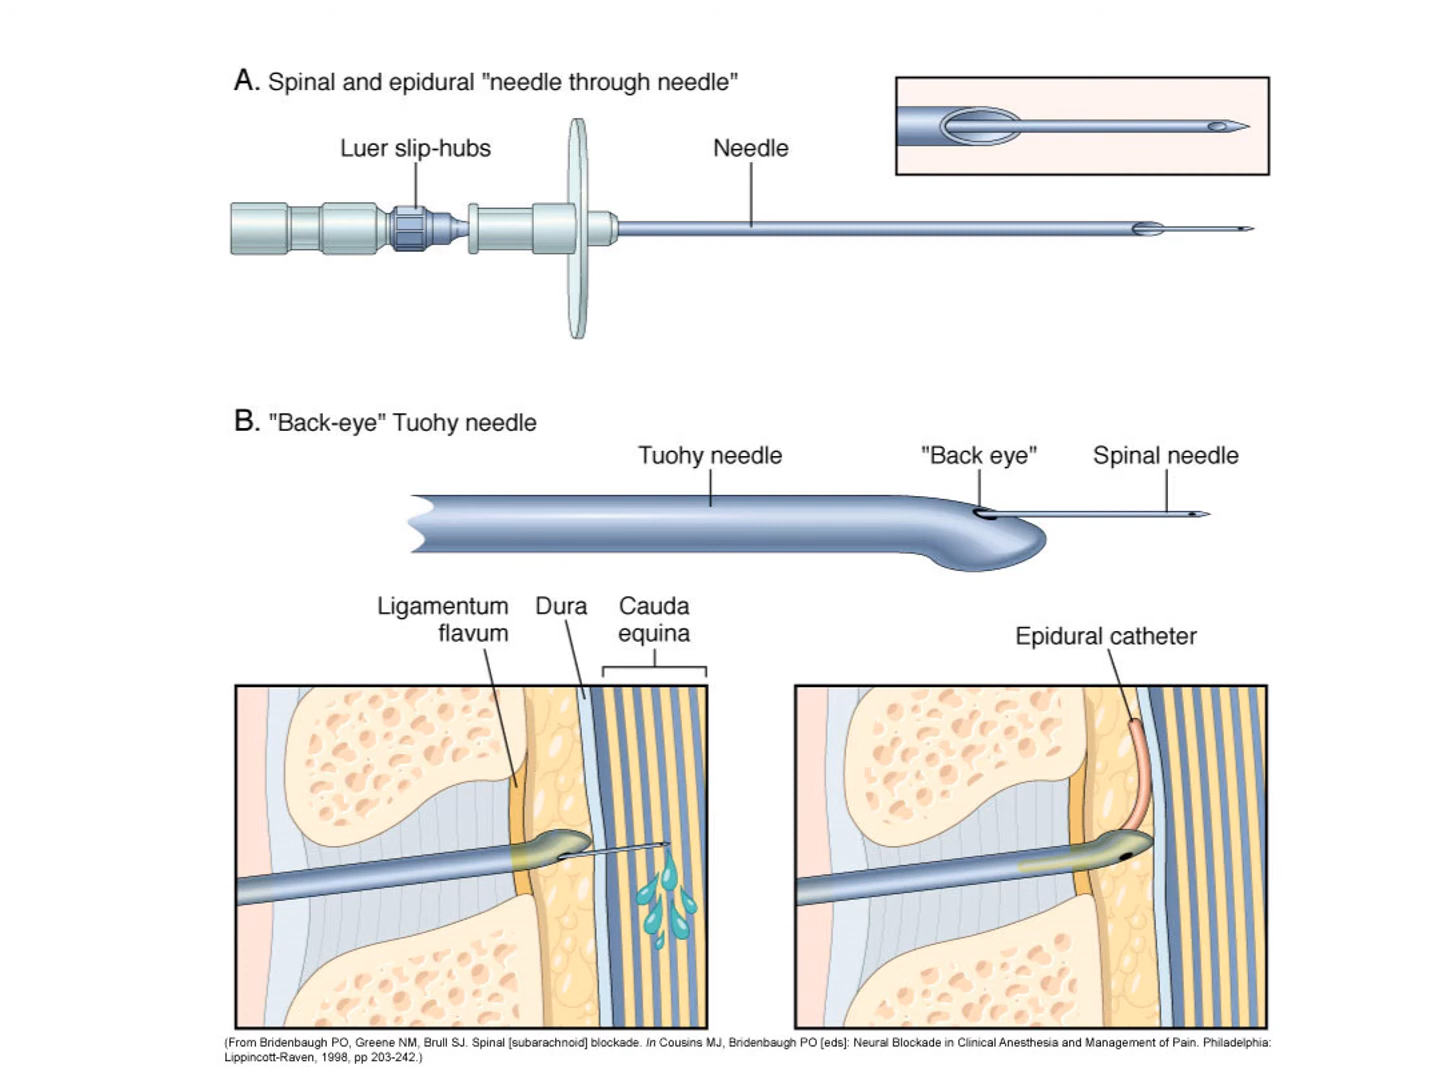 A. Spinal and epidural "needle through needle"
Luer slip-hubs
Needle
B. "Back-eye" Tuohy needle
Tuohy needle
"Back eye"
Spinal needle
Ligamentum
flavum
Dura
Cauda
equina
Epidural catheter
(From Bridenbaugh PO, Greene NM, Brull SJ. Spinal [subarachnoid] blockade. In Cousins MJ, Bridenbaugh PO [eds]: Neural Blockade in Clinical Anesthesia and Management of Pain. Philadelphia:
Lippincott-Raven, 1998, pp 203-242.)